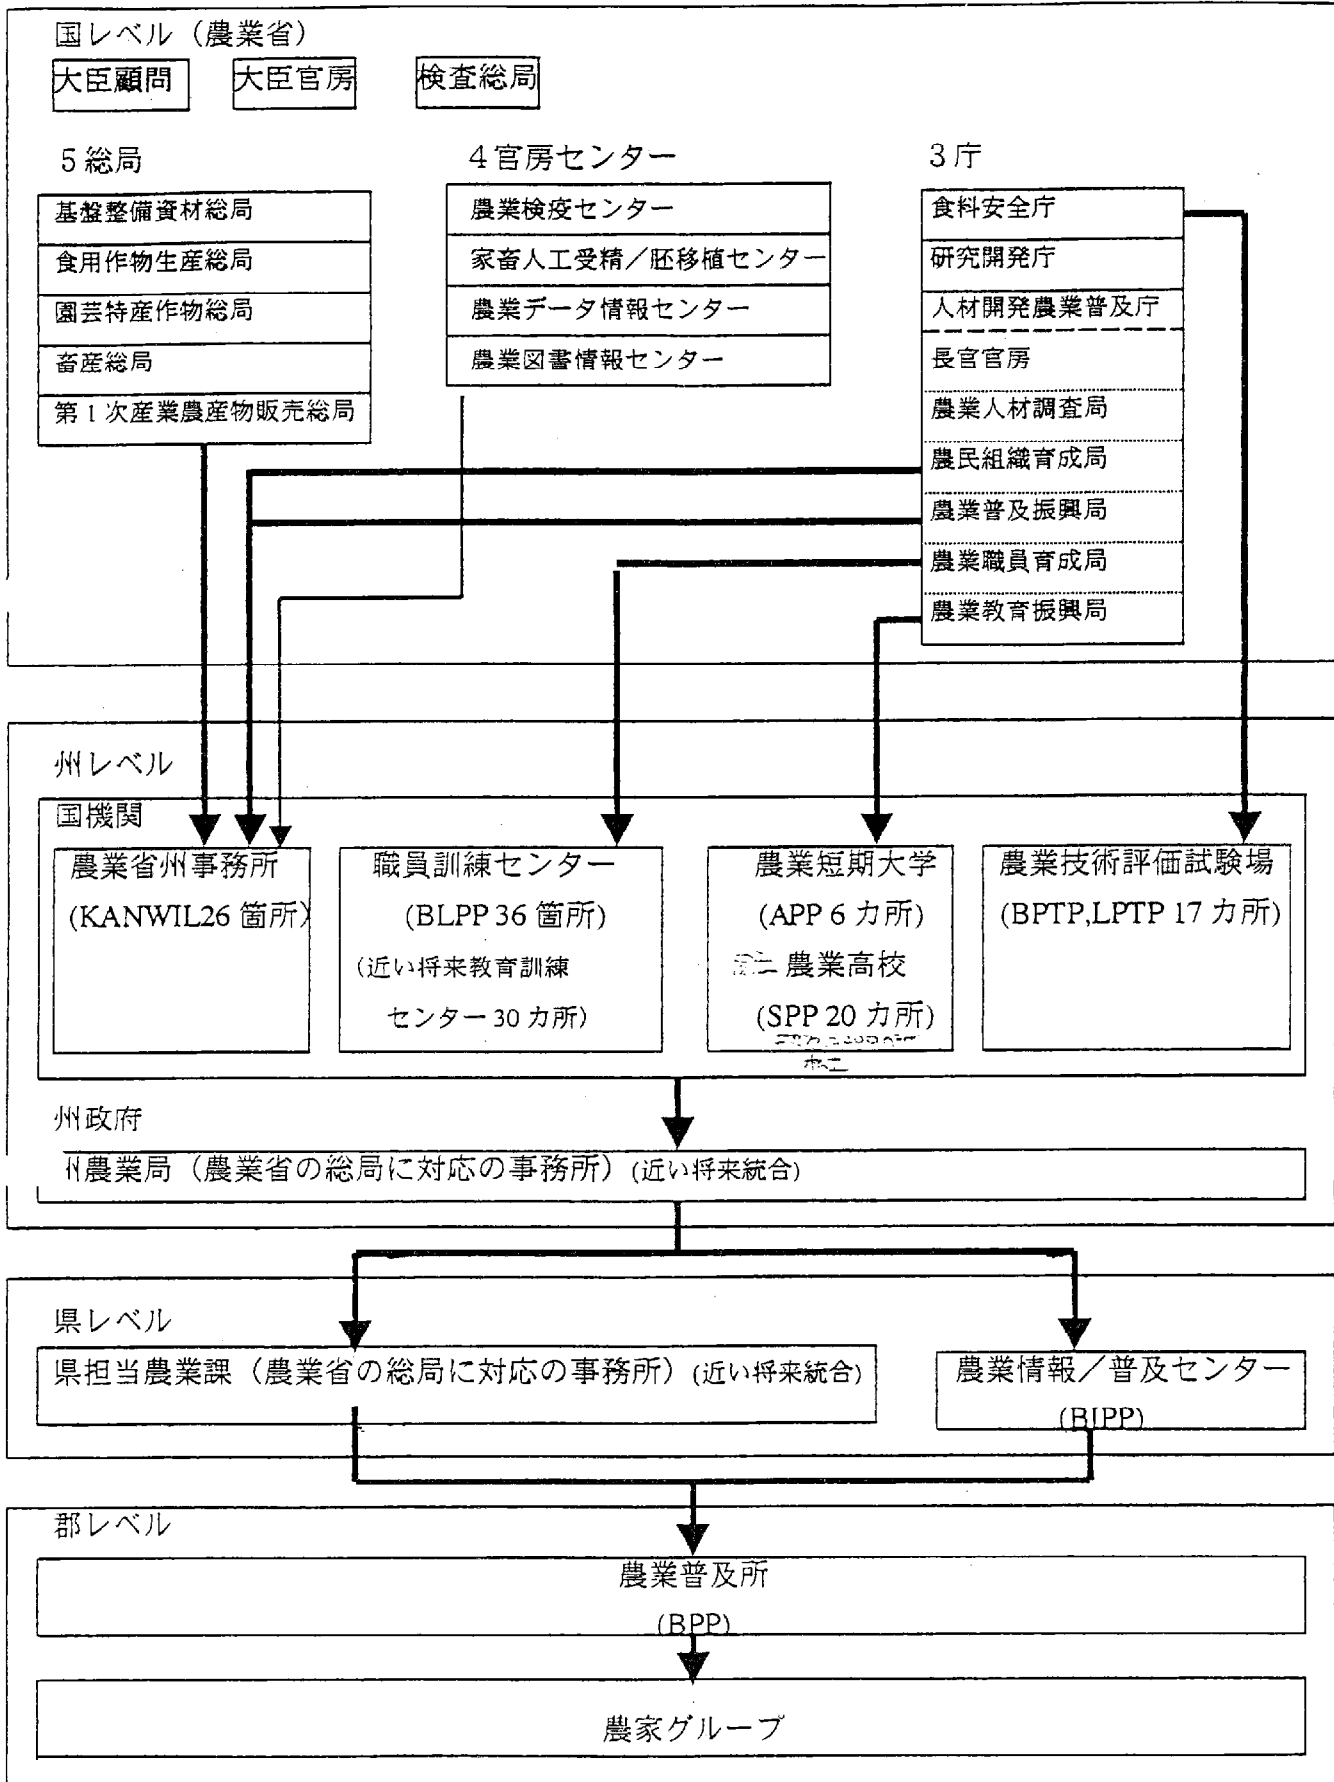 国レベル（農業省）
大臣顧問
大臣官房
検査総局
5総局
基盤整備資材総局
食用作物生産総局
園芸特産作物総局
畜産総局
第1次産業農産物販売総局
4官房センター
農業検疫センター
家畜人工受精／胚移植センター
農業データ情報センター
農業図書情報センター
3庁
食料安全庁
研究開発庁
人材開発農業普及庁
長官官房
農業人材調査局
農民組織育成局
農業普及振興局
農業職員育成局
農業教育振興局
州レベル
国機関
農業省州事務所
(KANWIL26 箇所)
職員訓練センター
(BLPP 36 箇所)
（近い将来教育訓練
センター 30 カ所）
農業短期大学
(APP 6 カ所)
農業高校
(SPP 20 カ所)
農業技術評価試験場
(BPTP,LPTP 17 カ所)
州政府
州農業局（農業省の総局に対応の事務所）(近い将来統合)
県レベル
県担当農業課（農業省の総局に対応の事務所）(近い将来統合)
農業情報／普及センター
(BIPP)
郡レベル
農業普及所
(BPP)
農家グループ